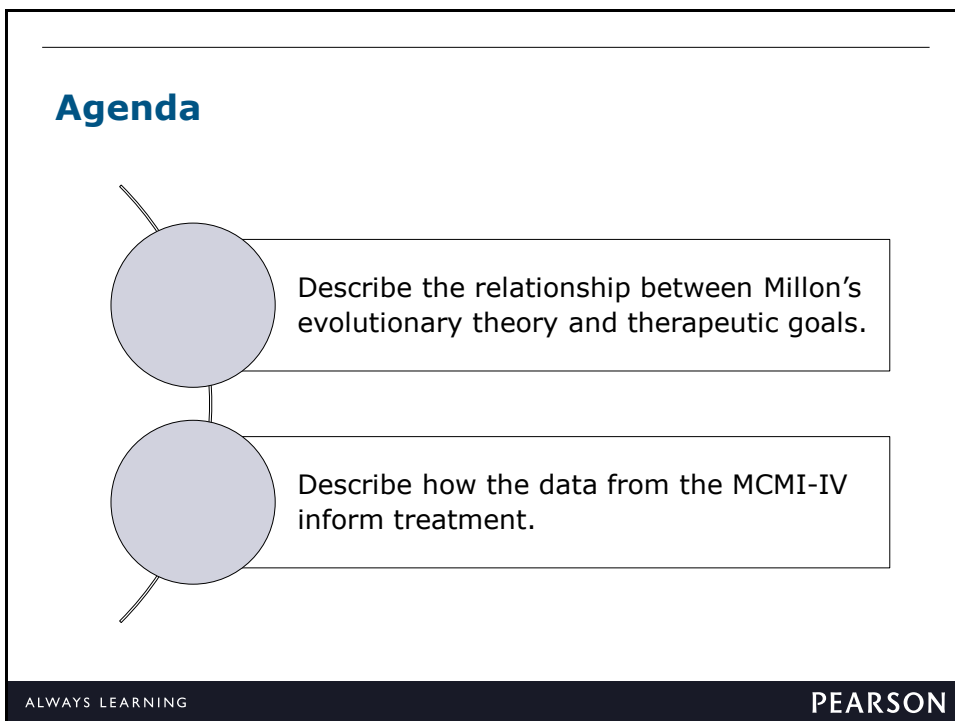 Agenda
Describe the relationship between Millon’s
evolutionary theory and therapeutic goals.
Describe how the data from the MCMI-IV
inform treatment.
ALWAYS LEARNING
PEARSON